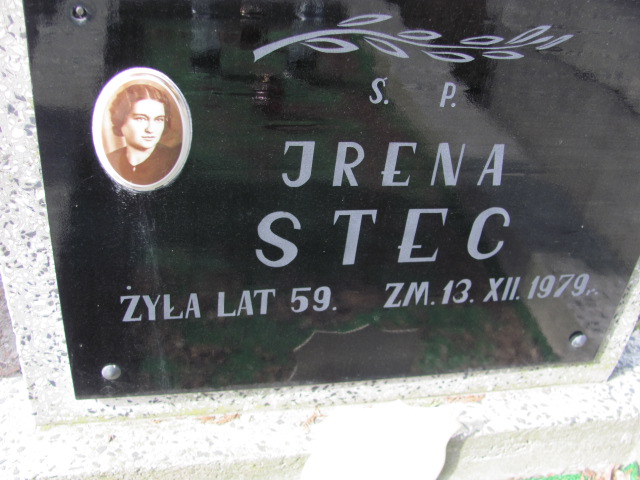 Ś. P.
IRENA
STEC
ŻYŁA LAT 59. ZM. 13. XII. 1979.